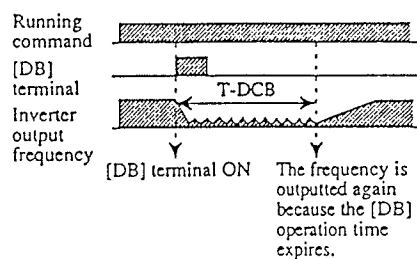 Running
command
[DB]
terminal
T-DCB
Inverter
output
frequency
[DB] terminal ON
The frequency is
outputted again
because the [DB]
operation time
expires.